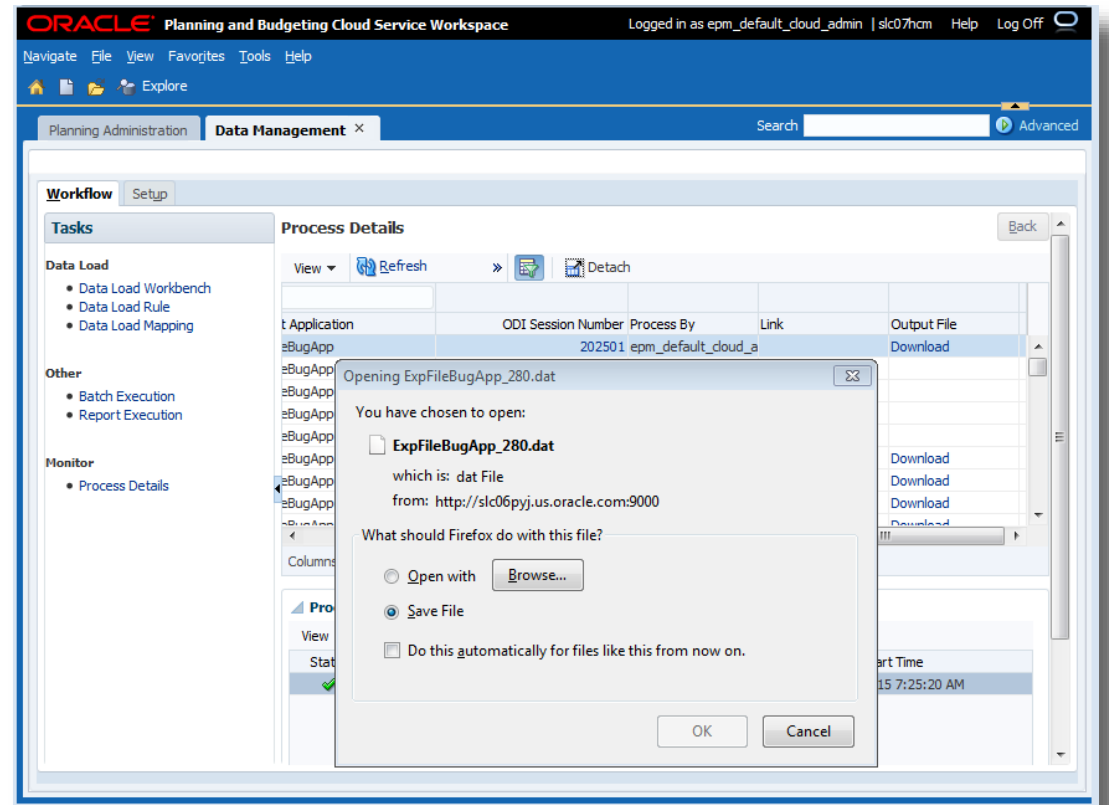 ORACLE Planning and Budgeting Cloud Service Workspace Logged in as epm_default_cloud_admin | slc07hcm Help Log Off
Navigate File View Favorites Tools Help
Explore
Planning Administration Data Management × Search Advanced
Workflow Setup
Tasks
Data Load
• Data Load Workbench
• Data Load Rule
• Data Load Mapping
Other
• Batch Execution
• Report Execution
Monitor
• Process Details
Process Details Back
View Refresh » Detach
t Application ODI Session Number Process By Link Output File
eBugApp 202501 epm_default_cloud_a Download
eBugApp
eBugApp
eBugApp
eBugApp
eBugApp Download
eBugApp Download
eBugApp Download
Download
Columns
Pro
View
Stat art Time
15 7:25:20 AM
Opening ExpFileBugApp_280.dat
You have chosen to open:
ExpFileBugApp_280.dat
which is: dat File
from: http://slc06pyj.us.oracle.com:9000
What should Firefox do with this file?
Open with Browse...
Save File
Do this automatically for files like this from now on.
OK Cancel